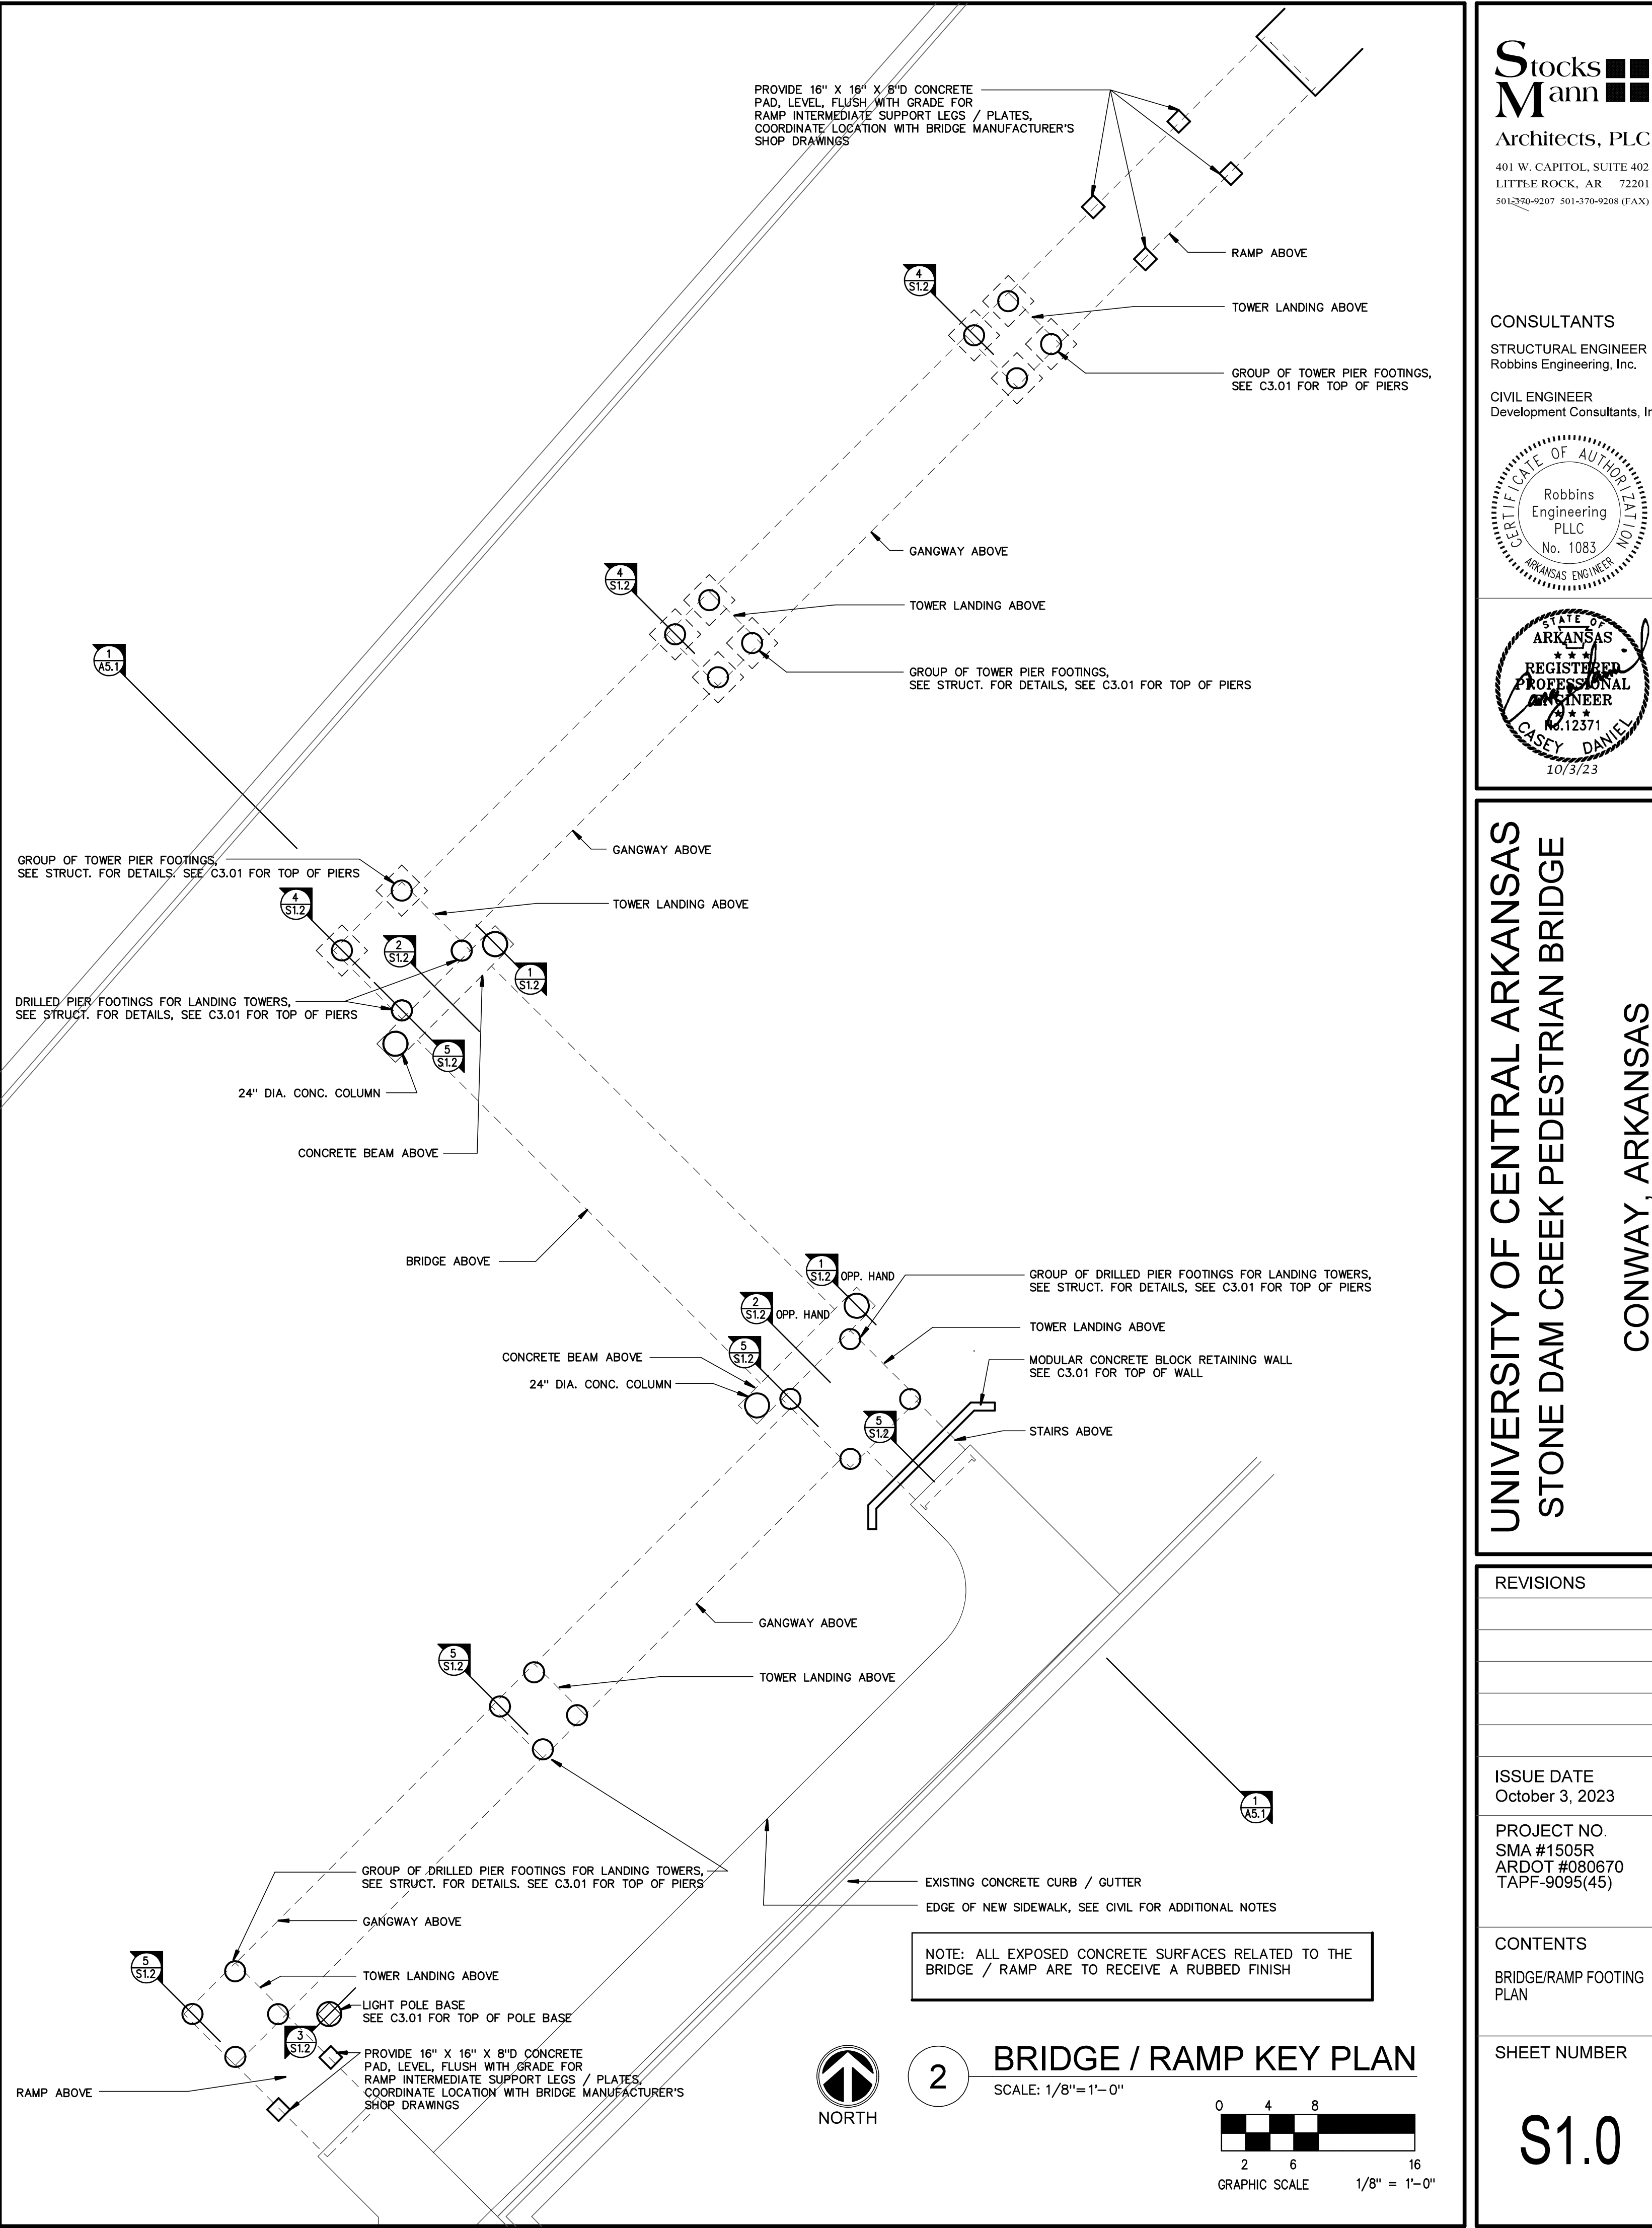 PROVIDE 16" X 16" X 8"D CONCRETE
PAD, LEVEL, FLUSH WITH GRADE FOR
RAMP INTERMEDIATE SUPPORT LEGS / PLATES,
COORDINATE LOCATION WITH BRIDGE MANUFACTURER'S
SHOP DRAWINGS
RAMP ABOVE
4
S1.2
TOWER LANDING ABOVE
GROUP OF TOWER PIER FOOTINGS,
SEE C3.01 FOR TOP OF PIERS
GANGWAY ABOVE
4
S1.2
TOWER LANDING ABOVE
GROUP OF TOWER PIER FOOTINGS,
SEE STRUCT. FOR DETAILS, SEE C3.01 FOR TOP OF PIERS
1
A5.1
GANGWAY ABOVE
GROUP OF TOWER PIER FOOTINGS,
SEE STRUCT. FOR DETAILS. SEE C3.01 FOR TOP OF PIERS
4
S1.2
TOWER LANDING ABOVE
2
S1.2
1
S1.2
DRILLED PIER FOOTINGS FOR LANDING TOWERS,
SEE STRUCT. FOR DETAILS, SEE C3.01 FOR TOP OF PIERS
5
S1.2
24" DIA. CONC. COLUMN
CONCRETE BEAM ABOVE
BRIDGE ABOVE
1
S1.2 OPP. HAND
GROUP OF DRILLED PIER FOOTINGS FOR LANDING TOWERS,
SEE STRUCT. FOR DETAILS, SEE C3.01 FOR TOP OF PIERS
2
S1.2 OPP. HAND
TOWER LANDING ABOVE
5
S1.2
CONCRETE BEAM ABOVE
MODULAR CONCRETE BLOCK RETAINING WALL
SEE C3.01 FOR TOP OF WALL
24" DIA. CONC. COLUMN
5
S1.2
STAIRS ABOVE
GANGWAY ABOVE
5
S1.2
TOWER LANDING ABOVE
1
A5.1
GROUP OF DRILLED PIER FOOTINGS FOR LANDING TOWERS,
SEE STRUCT. FOR DETAILS. SEE C3.01 FOR TOP OF PIERS
EXISTING CONCRETE CURB / GUTTER
EDGE OF NEW SIDEWALK, SEE CIVIL FOR ADDITIONAL NOTES
GANGWAY ABOVE
5
S1.2
TOWER LANDING ABOVE
NOTE: ALL EXPOSED CONCRETE SURFACES RELATED TO THE
BRIDGE / RAMP ARE TO RECEIVE A RUBBED FINISH
LIGHT POLE BASE
SEE C3.01 FOR TOP OF POLE BASE
3
S1.2
PROVIDE 16" X 16" X 8"D CONCRETE
PAD, LEVEL, FLUSH WITH GRADE FOR
RAMP INTERMEDIATE SUPPORT LEGS / PLATES,
COORDINATE LOCATION WITH BRIDGE MANUFACTURER'S
SHOP DRAWINGS
RAMP ABOVE
NORTH
2
BRIDGE / RAMP KEY PLAN
SCALE: 1/8"=1'-0"
0 4 8
2 6 16
GRAPHIC SCALE 1/8" = 1'-0"
Stocks
Mann
Architects, PLC
401 W. CAPITOL, SUITE 402
LITTLE ROCK, AR 72201
501-370-9207 501-370-9208 (FAX)
CONSULTANTS
STRUCTURAL ENGINEER
Robbins Engineering, Inc.
CIVIL ENGINEER
Development Consultants, In
CERTIFICATE OF AUTHORIZATION
Robbins
Engineering
PLLC
No. 1083
ARKANSAS ENGINEER
STATE OF
ARKANSAS
REGISTERED
PROFESSIONAL
ENGINEER
No.12371
CASEY DANIEL
10/3/23
UNIVERSITY OF CENTRAL ARKANSAS
STONE DAM CREEK PEDESTRIAN BRIDGE
CONWAY, ARKANSAS
REVISIONS
ISSUE DATE
October 3, 2023
PROJECT NO.
SMA #1505R
ARDOT #080670
TAPF-9095(45)
CONTENTS
BRIDGE/RAMP FOOTING
PLAN
SHEET NUMBER
S1.0